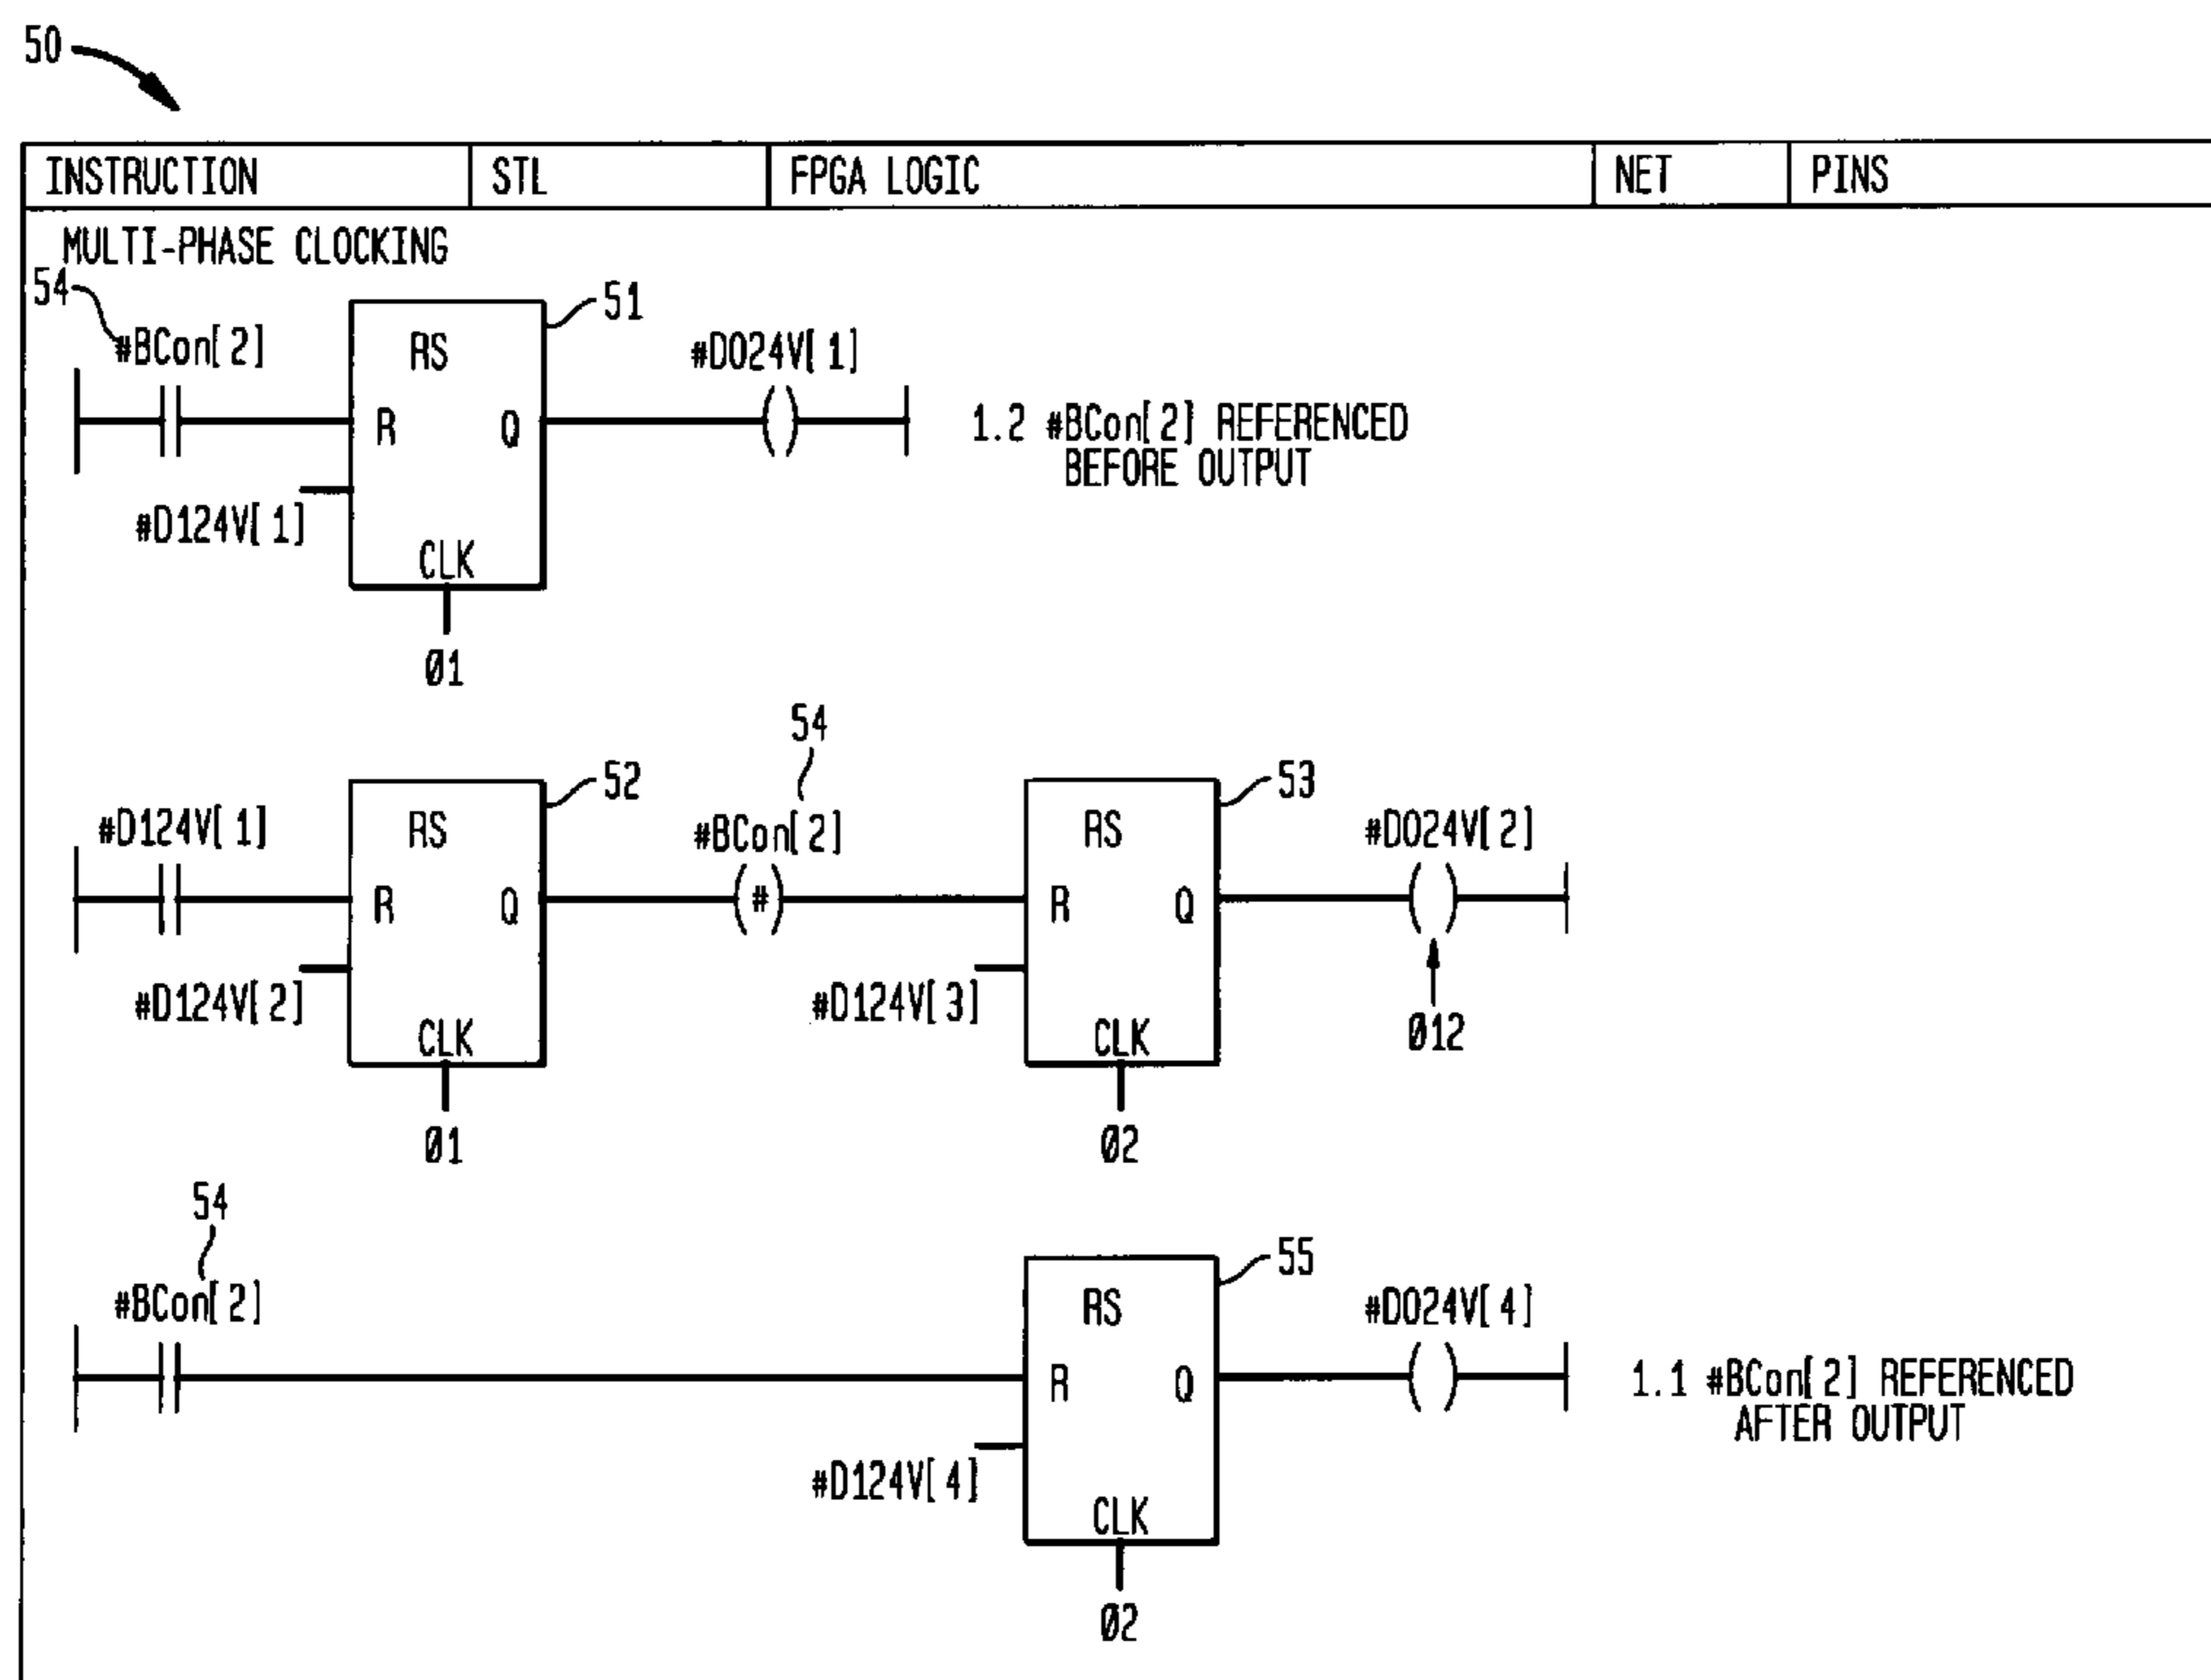 50
INSTRUCTION STL FPGA LOGIC NET PINS
MULTI-PHASE CLOCKING
54
51
#BCon[2]
RS
#DO24V[1]
R
Q
1.2 #BCon[2] REFERENCED
BEFORE OUTPUT
#D124V[1]
CLK
Ø1
54
52
53
#D124V[1]
RS
#BCon[2]
RS
#DO24V[2]
R
Q
(#)
R
Q
#D124V[2]
#D124V[3]
CLK
CLK
Ø12
Ø1
Ø2
54
55
#BCon[2]
RS
#DO24V[4]
R
Q
1.1 #BCon[2] REFERENCED
AFTER OUTPUT
#D124V[4]
CLK
Ø2